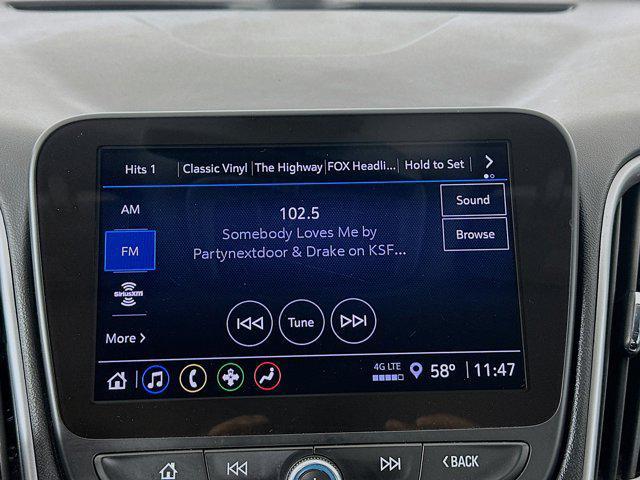 Hits 1 Classic Vinyl The Highway FOX Headli... Hold to Set
AM
102.5
Sound
FM
Somebody Loves Me by
Partynextdoor & Drake on KSF...
Browse
SiriusXM
Tune
More
4G LTE
58° 11:47
BACK